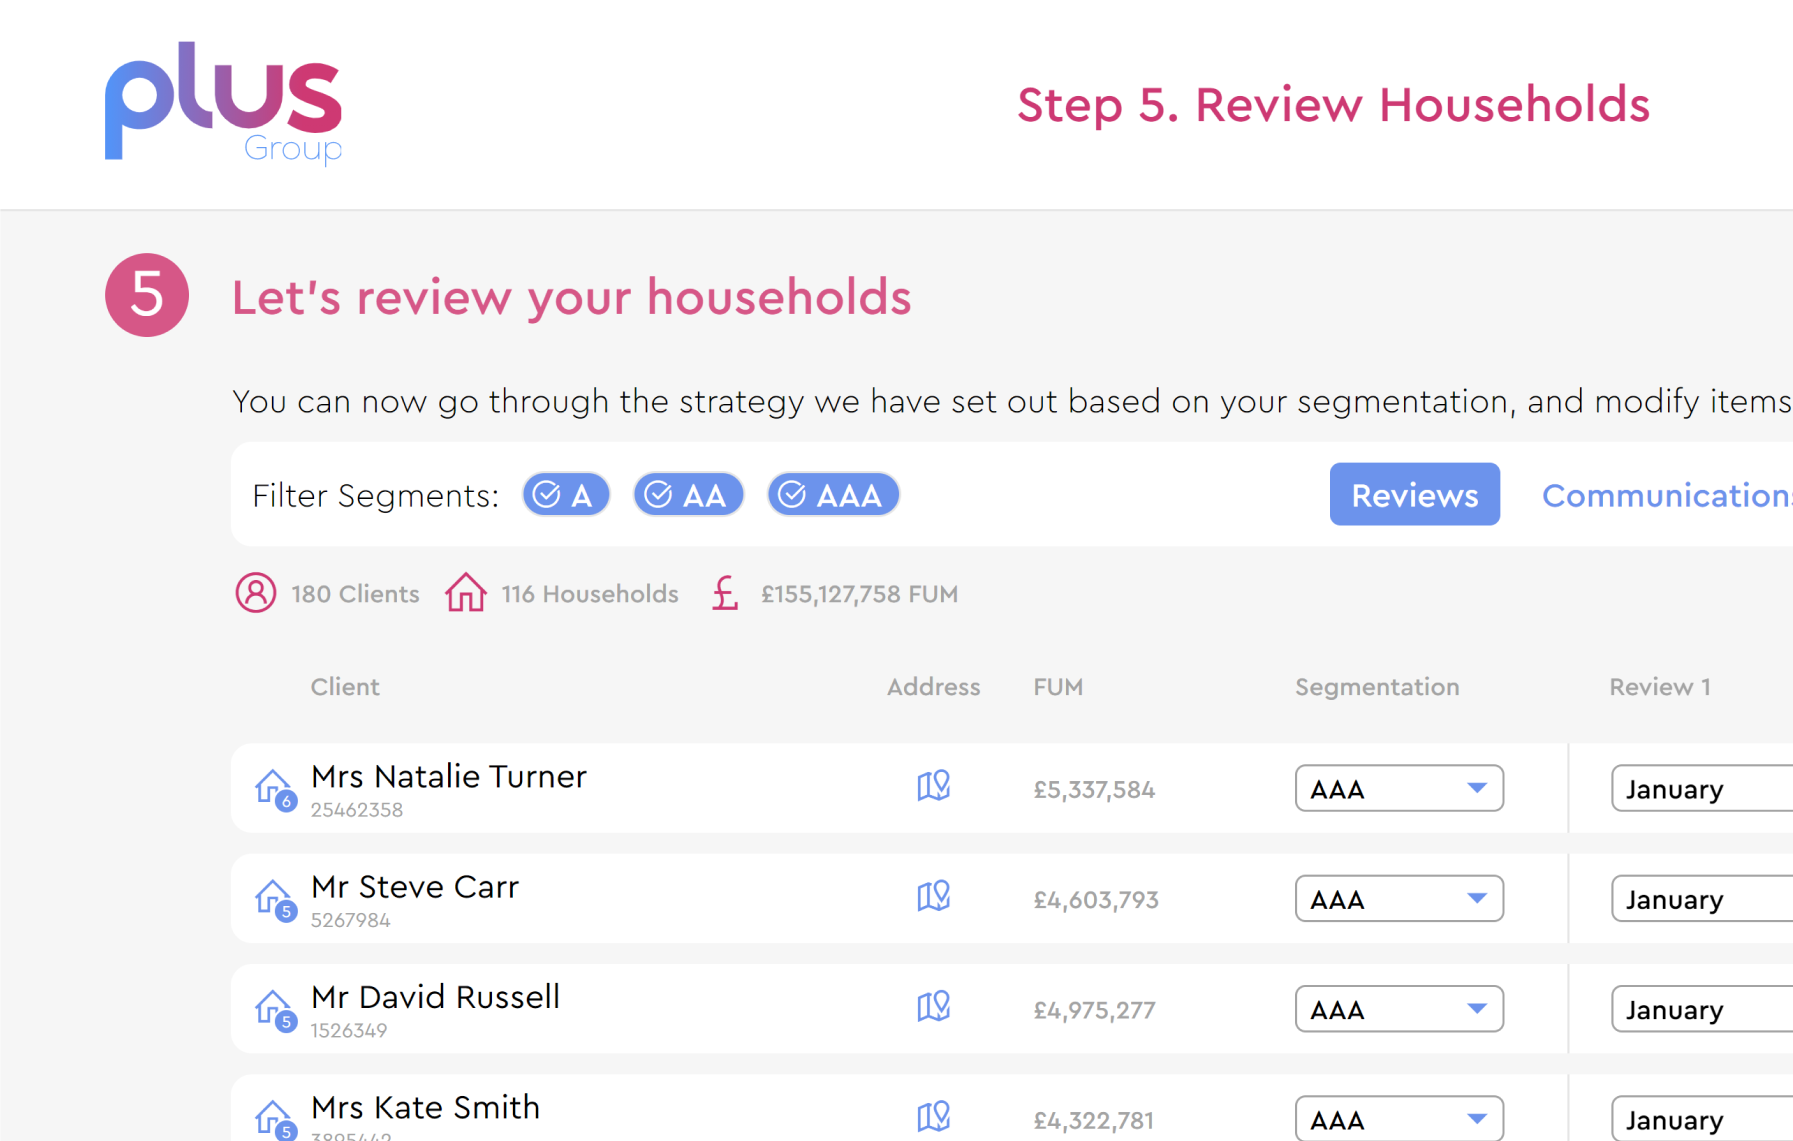 plus
Group
Step 5. Review Households
5
Let's review your households
You can now go through the strategy we have set out based on your segmentation, and modify items
Filter Segments: A AA AAA Reviews Communications
180 Clients 116 Households £ £155,127,758 FUM
Client Address FUM Segmentation Review 1
Mrs Natalie Turner £5,337,584 AAA January
6 25462358
Mr Steve Carr £4,603,793 AAA January
5 5267984
Mr David Russell £4,975,277 AAA January
5 1526349
Mrs Kate Smith £4,322,781 AAA January
5